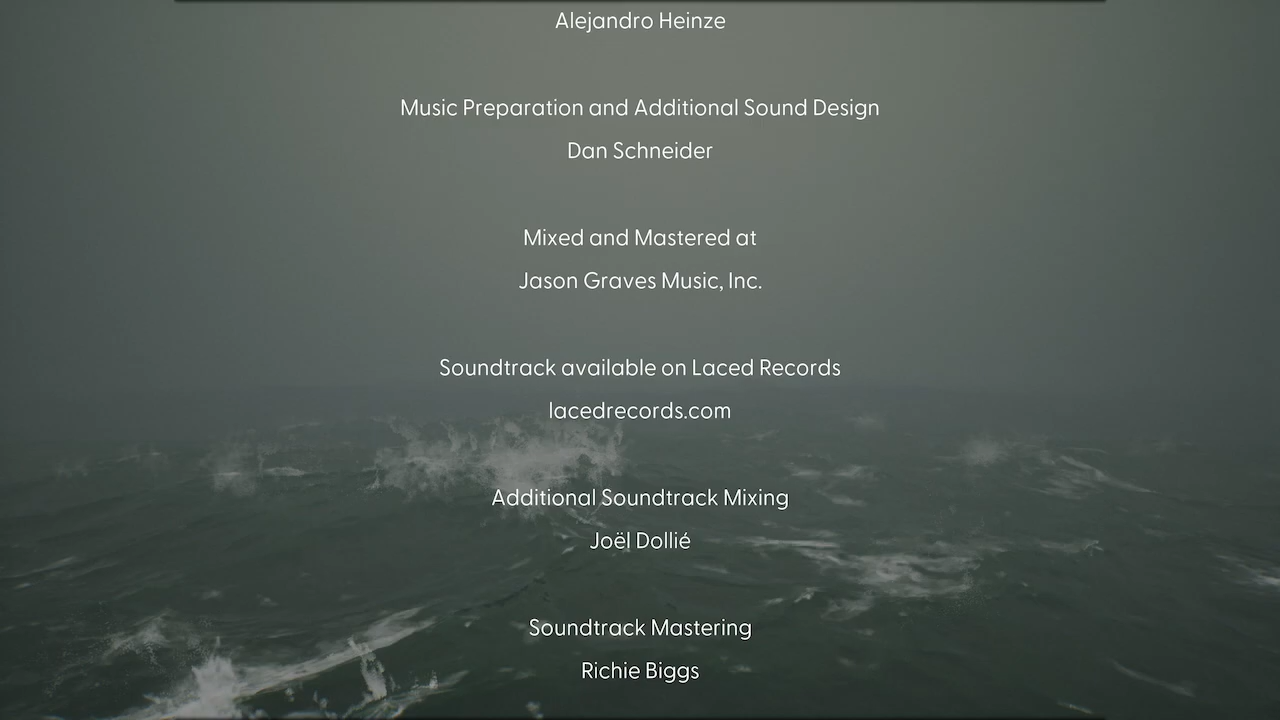 Alejandro Heinze
Music Preparation and Additional Sound Design
Dan Schneider
Mixed and Mastered at
Jason Graves Music, Inc.
Soundtrack available on Laced Records
lacedrecords.com
Additional Soundtrack Mixing
Joël Dollié
Soundtrack Mastering
Richie Biggs